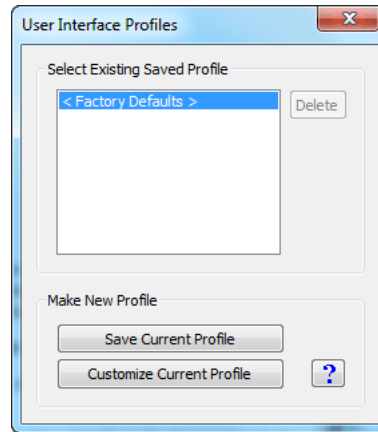 User Interface Profiles
Select Existing Saved Profile
< Factory Defaults >
Delete
Make New Profile
Save Current Profile
Customize Current Profile
?